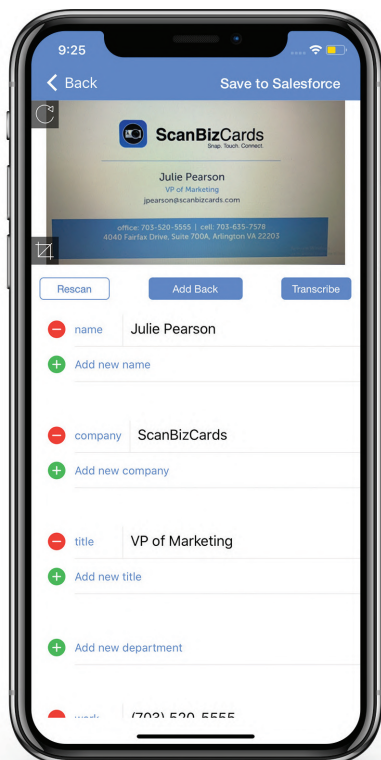 9:25
Back Save to Salesforce
ScanBizCards
Snap. Touch. Connect.
Julie Pearson
VP of Marketing
jpearson@scanbizcards.com
office: 703-520-5555 | cell: 703-635-7578
4040 Fairfax Drive, Suite 700A, Arlington VA 22203
Rescan Add Back Transcribe
name Julie Pearson
Add new name
company ScanBizCards
Add new company
title VP of Marketing
Add new title
Add new department
work (703) 520-5555